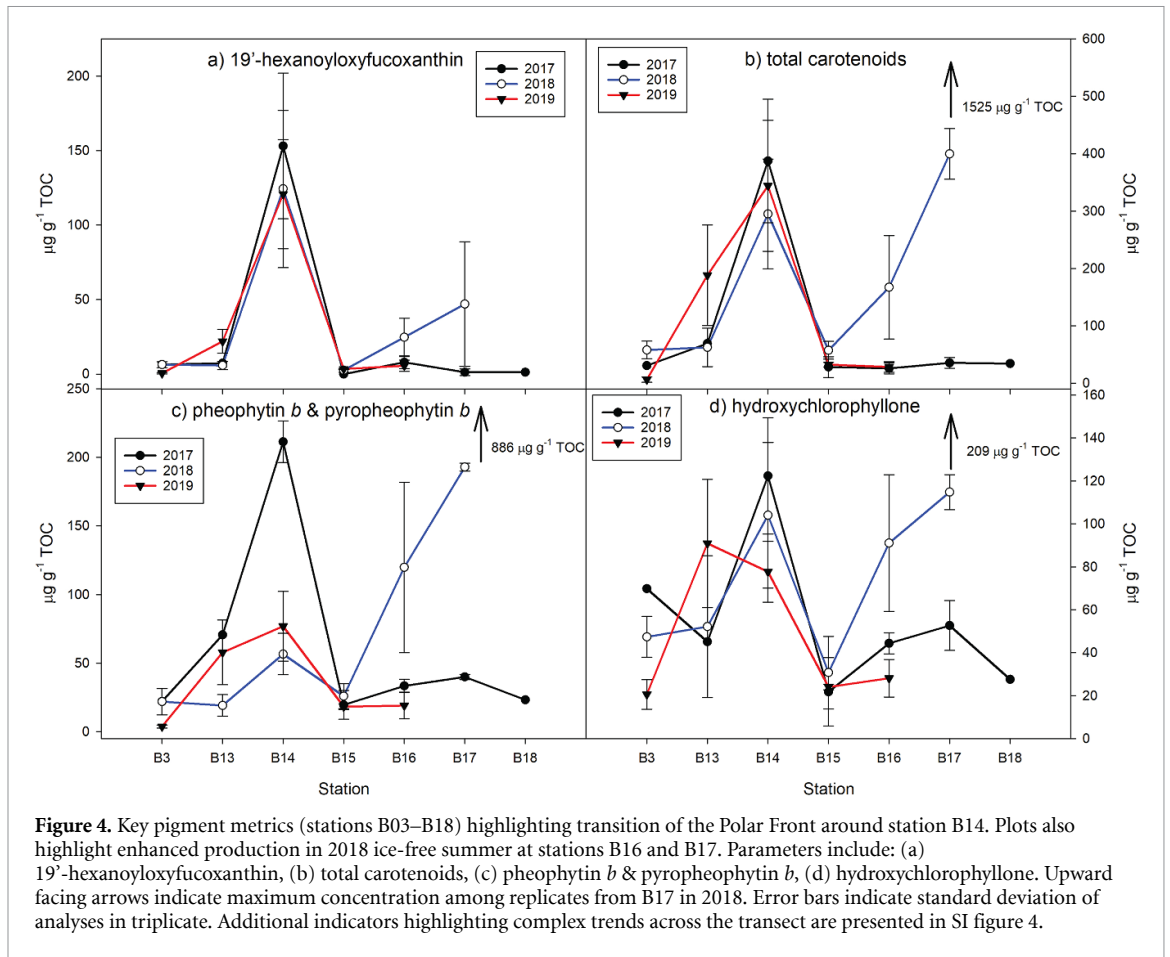 a) 19'-hexanoyloxyfucoxanthin
2017
2018
2019
200
150
100
50
0
µg g-1 TOC
b) total carotenoids
2017
2018
2019
1525 µg g-1 TOC
600
500
400
300
200
100
0
µg g-1 TOC
c) pheophytin b & pyropheophytin b
2017
2018
2019
886 µg g-1 TOC
250
200
150
100
50
0
µg g-1 TOC
d) hydroxychlorophyllone
2017
2018
2019
209 µg g-1 TOC
160
140
120
100
80
60
40
20
0
µg g-1 TOC
B3 B13 B14 B15 B16 B17 B18
Station
B3 B13 B14 B15 B16 B17 B18
Station
Figure 4. Key pigment metrics (stations B03–B18) highlighting transition of the Polar Front around station B14. Plots also
highlight enhanced production in 2018 ice-free summer at stations B16 and B17. Parameters include: (a)
19’-hexanoyloxyfucoxanthin, (b) total carotenoids, (c) pheophytin b & pyropheophytin b, (d) hydroxychlorophyllone. Upward
facing arrows indicate maximum concentration among replicates from B17 in 2018. Error bars indicate standard deviation of
analyses in triplicate. Additional indicators highlighting complex trends across the transect are presented in SI figure 4.